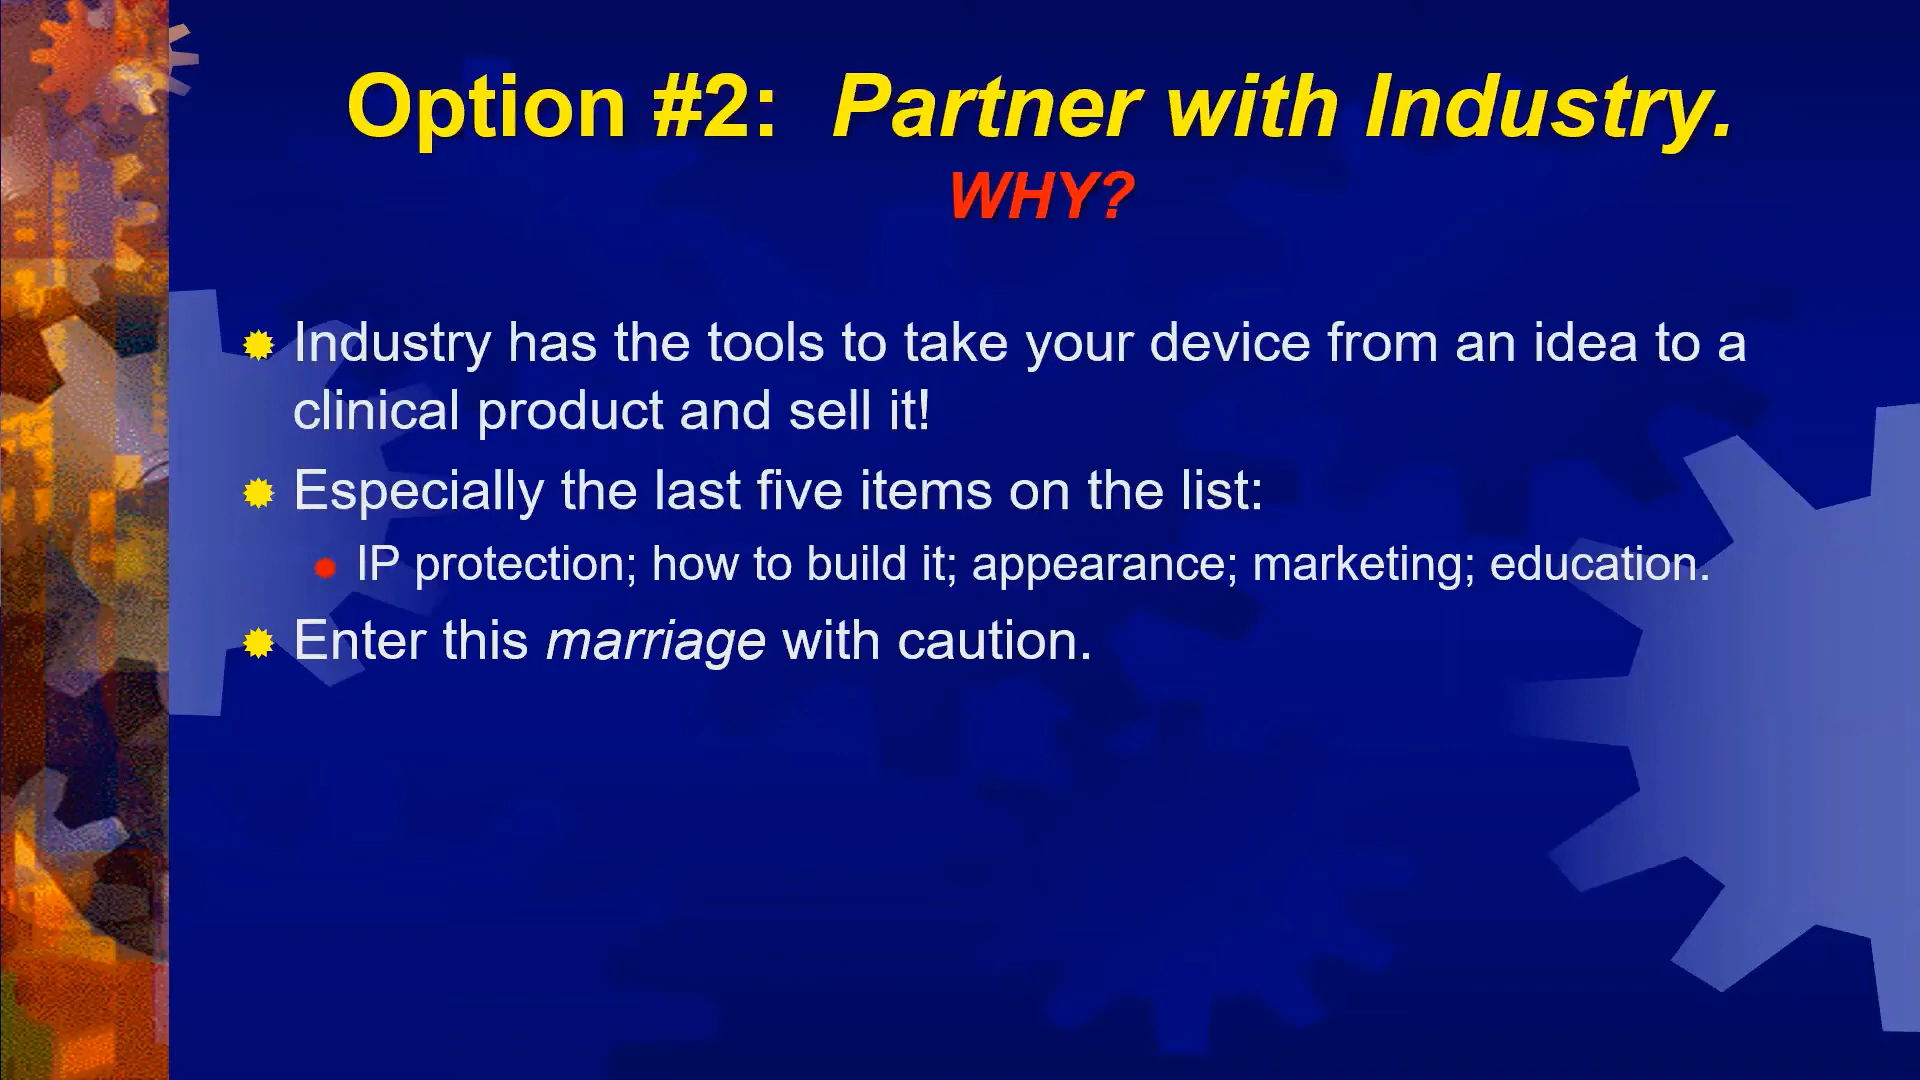 Option #2: Partner with Industry.
WHY?
Industry has the tools to take your device from an idea to a
clinical product and sell it!
Especially the last five items on the list:
IP protection; how to build it; appearance; marketing; education.
Enter this marriage with caution.